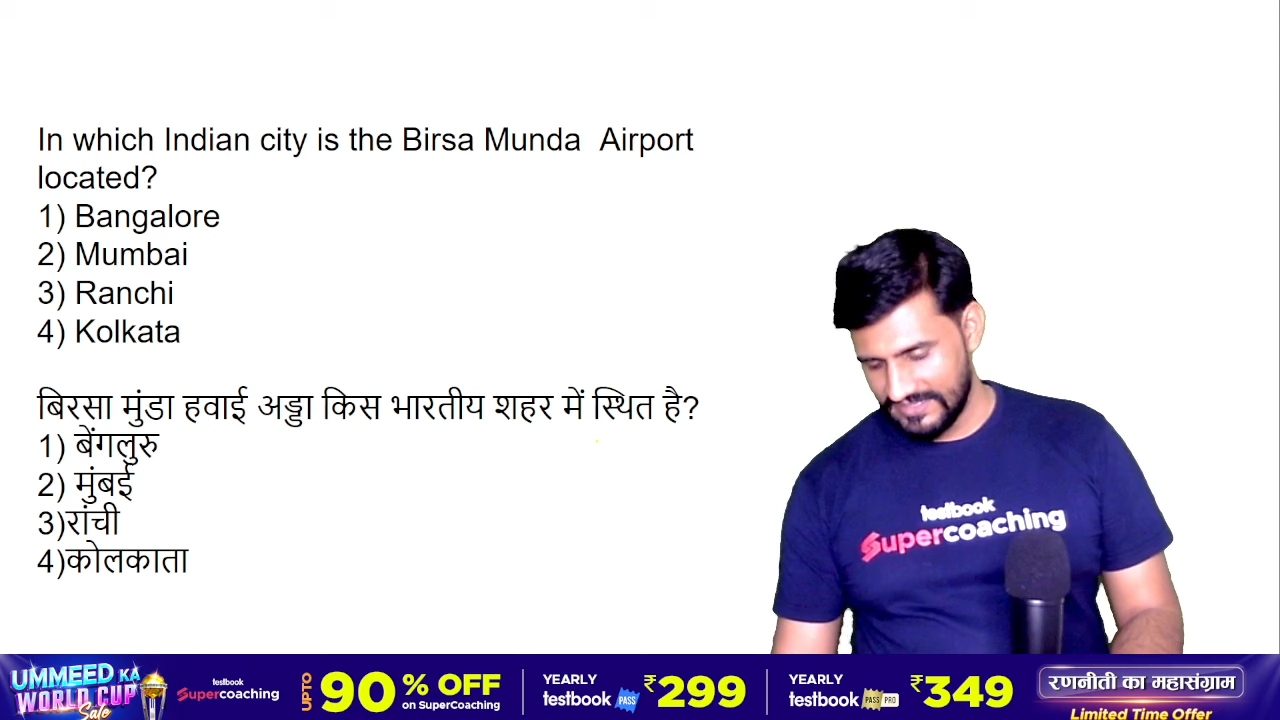 In which Indian city is the Birsa Munda  Airport
located?
1) Bangalore
2) Mumbai
3) Ranchi
4) Kolkata
बिरसा मुंडा हवाई अड्डा किस भारतीय शहर में स्थित है?
1) बेंगलुरु
2) मुंबई
3)रांची
4)कोलकाता
testbook
Supercoaching
UMMEED KA
WORLD CUP
Sale
testbook
Supercoaching
UPTO
90% OFF
on SuperCoaching
YEARLY
testbook PASS
₹299
YEARLY
testbook PASS PRO
₹349
रणनीती का महासंग्राम
Limited Time Offer